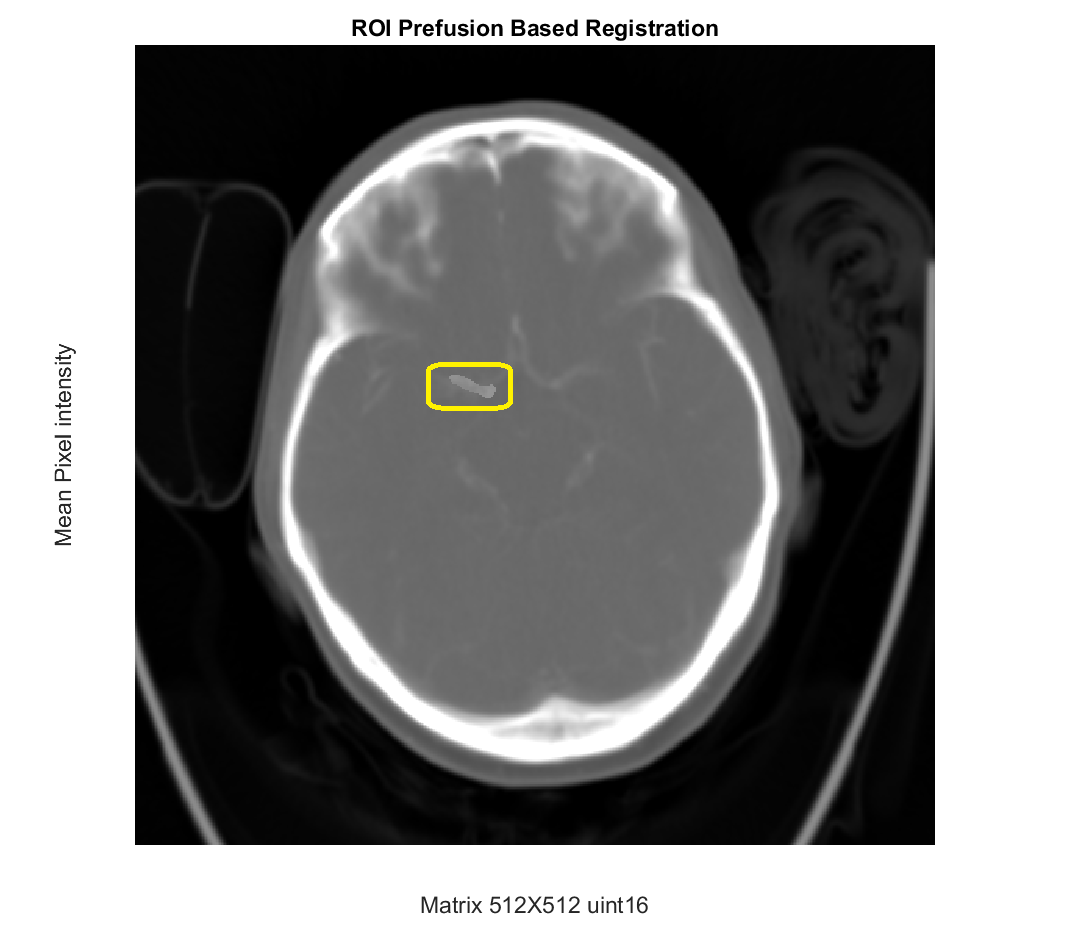 ROI Prefusion Based Registration
Mean Pixel intensity
Matrix 512X512 uint16